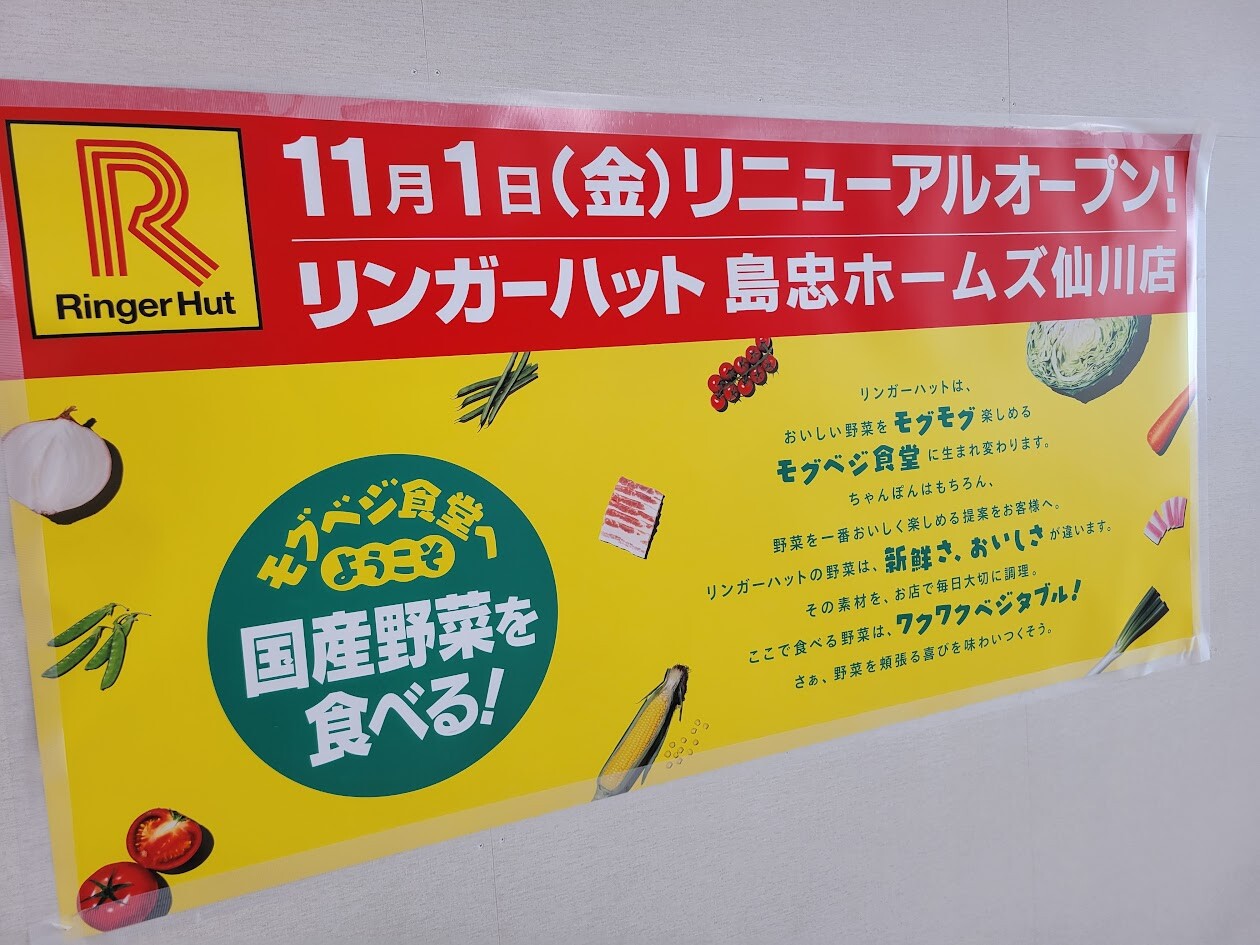 Ringer Hut
11月1日(金)リニューアルオープン!
リンガーハット 島忠ホームズ仙川店
モグベジ食堂へ
ようこそ
国産野菜を
食べる!
リンガーハットは、
おいしい野菜をモグモグ楽しめる
モグベジ食堂に生まれ変わります。
ちゃんぽんはもちろん、
野菜を一番おいしく楽しめる提案をお客様へ。
リンガーハットの野菜は、新鮮さ、おいしさが違います。
その素材を、お店で毎日大切に調理。
ここで食べる野菜は、ワクワクベジタブル!
さぁ、野菜を頬張る喜びを味わいつくそう。